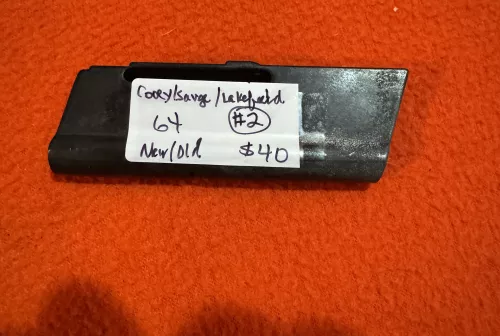 Cooey/Savage/Lakefield
64 #2
New/Old $40